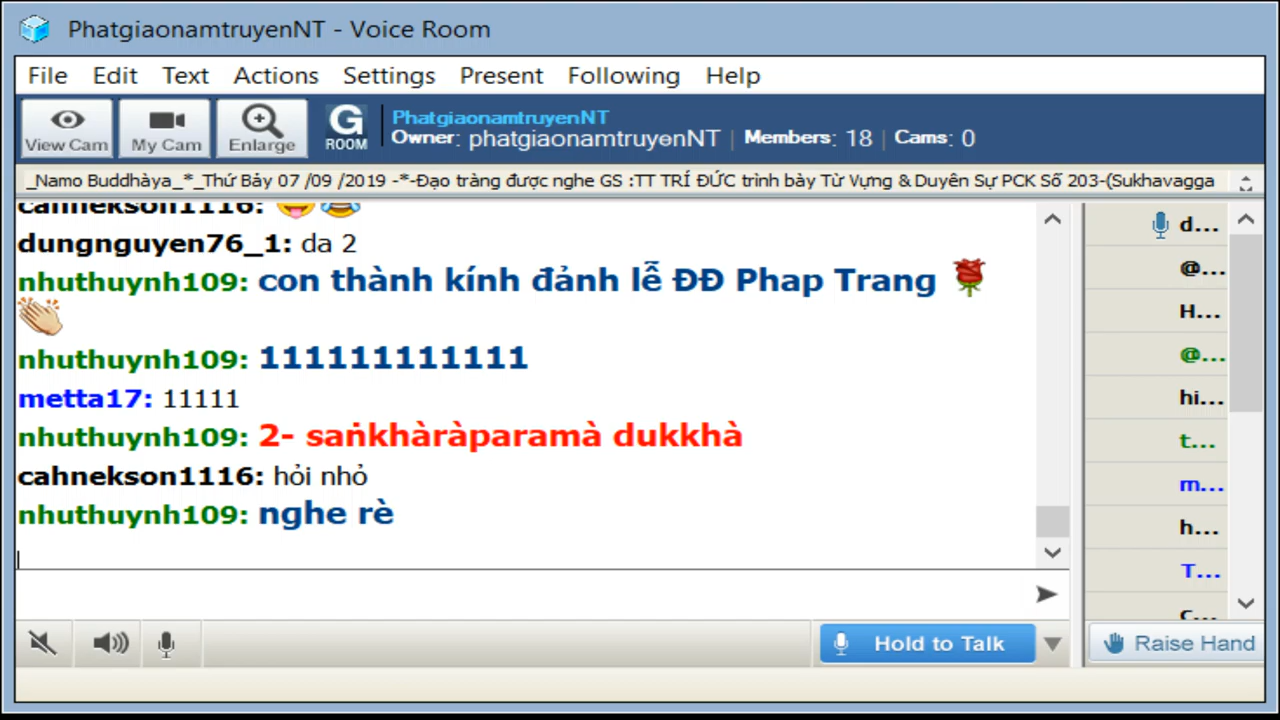 PhatgiaonamtruyenNT - Voice Room
File Edit Text Actions Settings Present Following Help
View Cam My Cam Enlarge G ROOM
PhatgiaonamtruyenNT
Owner: phatgiaonamtruyenNT | Members: 18 | Cams: 0
_Namo Buddhàya_*_Thứ Bảy 07 /09 /2019 -*-Đạo tràng được nghe GS :TT TRÍ ĐỨC trình bày Từ Vựng & Duyên Sự PCK Số 203-(Sukhavagga
cahnekson1116:
dungnguyen76_1: da 2
nhuthuynh109: con thành kính đảnh lễ ĐĐ Phap Trang
nhuthuynh109: 111111111111
metta17: 11111
nhuthuynh109: 2- saṅkhàràparamà dukkhà
cahnekson1116: hỏi nhỏ
nhuthuynh109: nghe rè
d...
@...
H...
@...
hi...
t...
m...
h...
T...
c...
Hold to Talk
Raise Hand